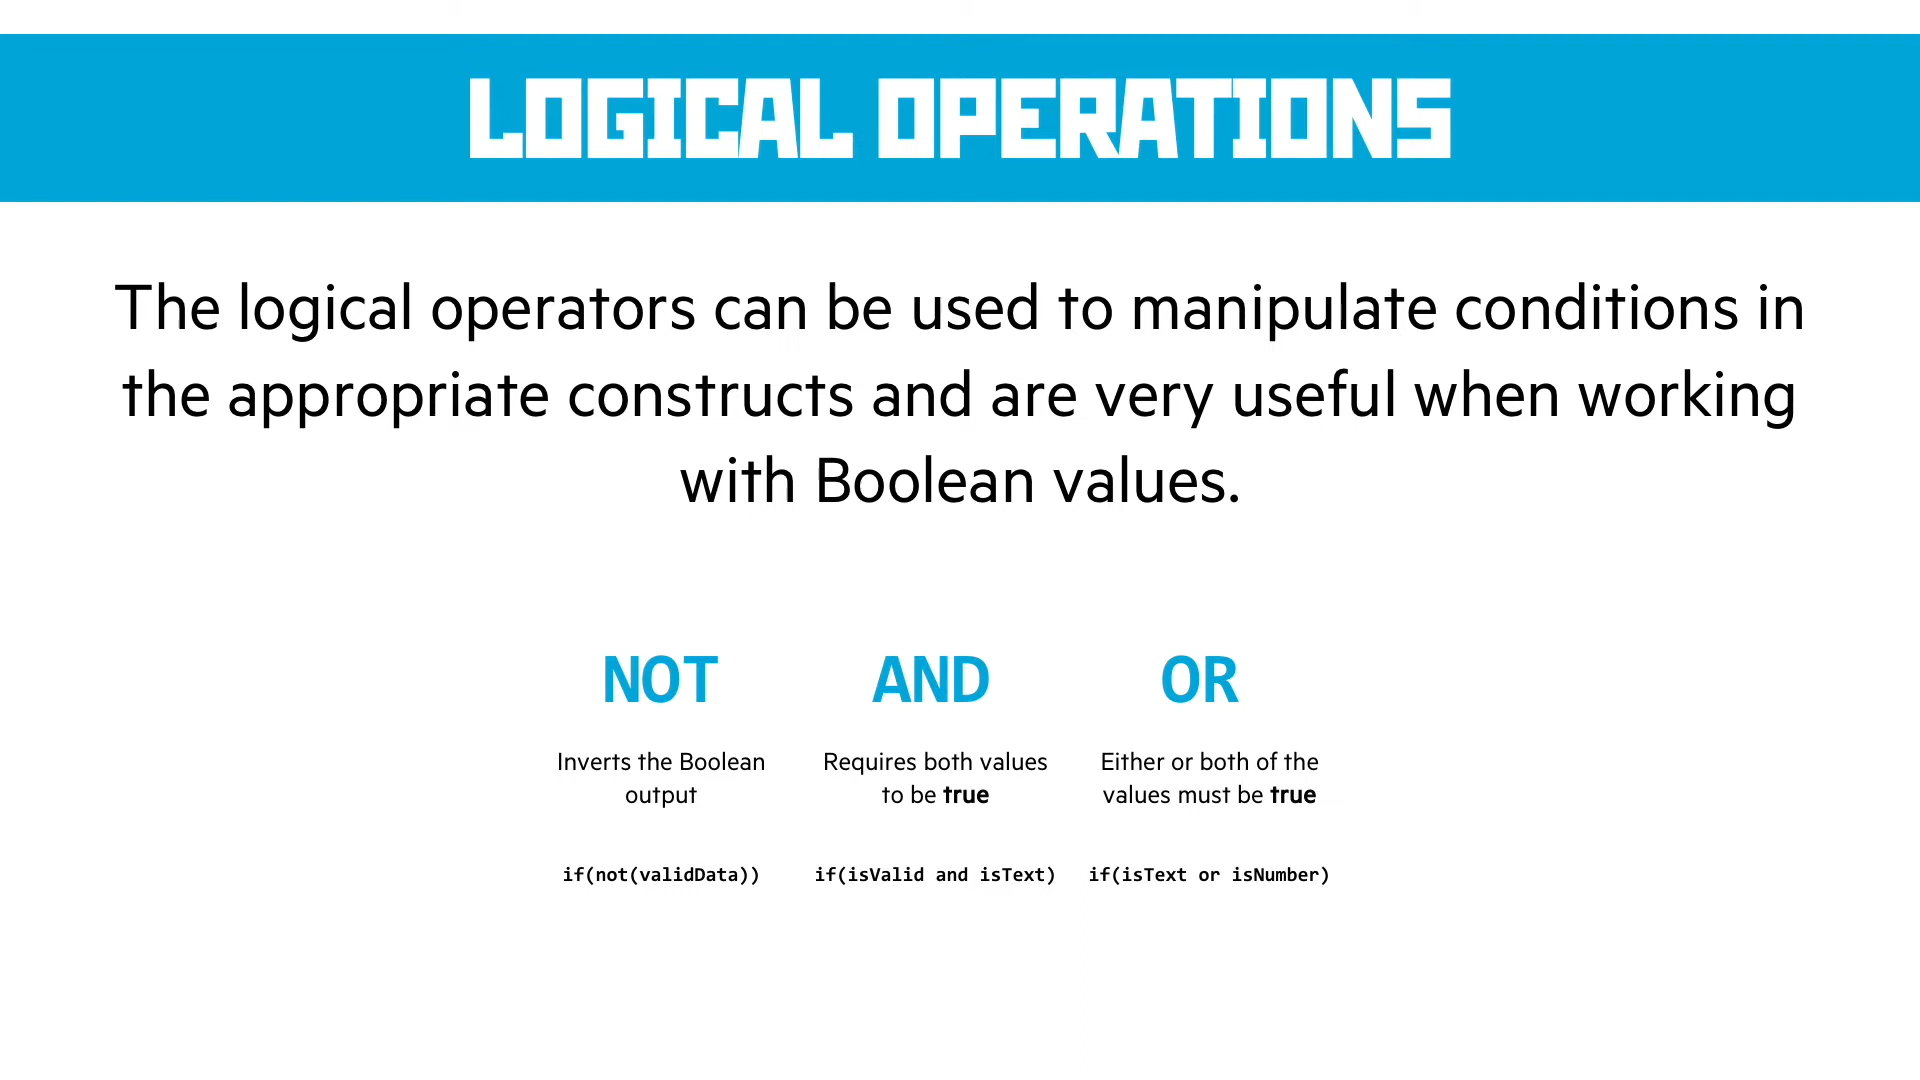 LOGICAL OPERATIONS
The logical operators can be used to manipulate conditions in
the appropriate constructs and are very useful when working
with Boolean values.
NOT
Inverts the Boolean
output
if(not(validData))
AND
Requires both values
to be true
if(isValid and isText)
OR
Either or both of the
values must be true
if(isText or isNumber)